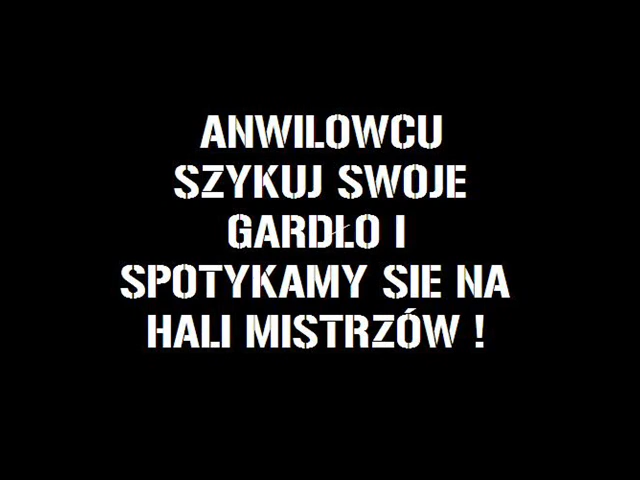 ANWILOWCU
SZYKUJ SWOJE
GARDŁO I
SPOTYKAMY SIE NA
HALI MISTRZÓW !